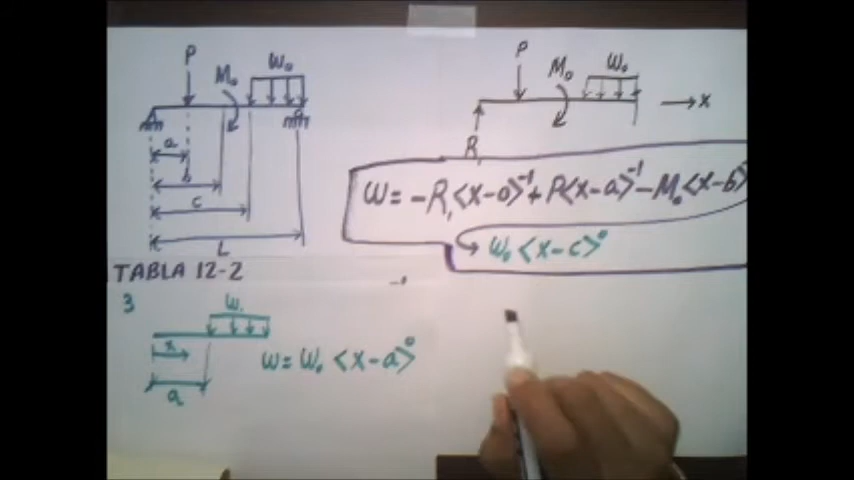 P
M₀
W₀
a
b
c
L
P
M₀
W₀
x
R₁
w = -R₁<x-0>⁻¹ + P<x-a>⁻¹ - M₀<x-b>
W₀<x-c>⁰
TABLA 12-2
3
W₀
x
a
w = W₀ <x-a>⁰